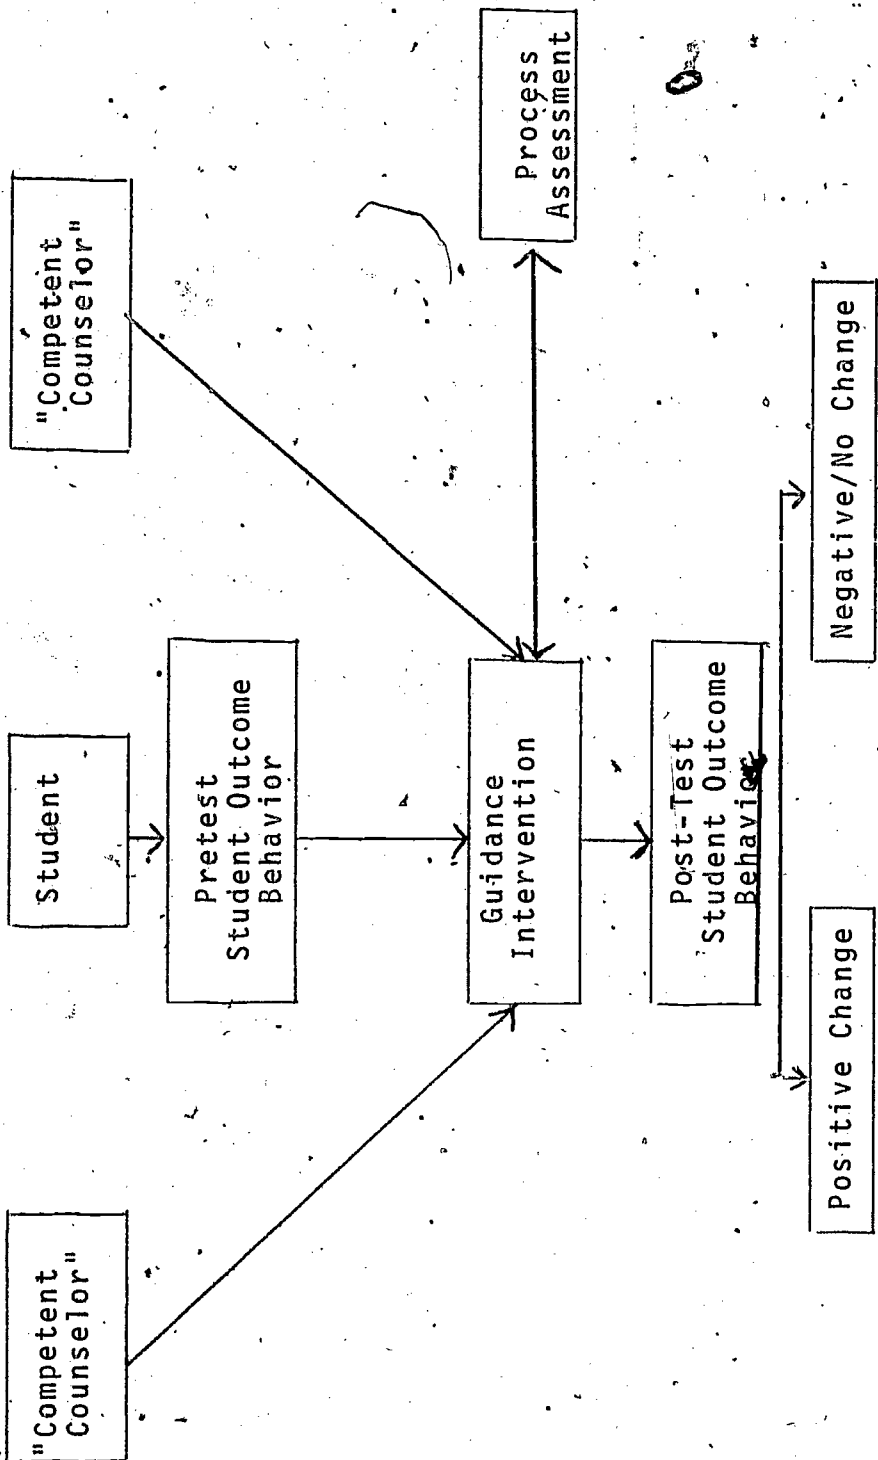 "Competent
Counselor"
Student
"Competent
Counselor"
Pretest
Student Outcome
Behavior
Guidance
Intervention
Process
Assessment
Post-Test
Student Outcome
Behavior
Positive Change
Negative/No Change